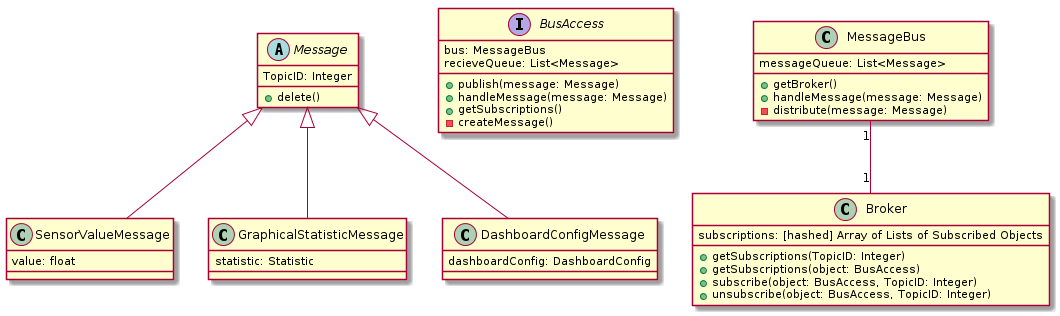 A Message
TopicID: Integer
delete()
I BusAccess
bus: MessageBus
recieveQueue: List<Message>
publish(message: Message)
handleMessage(message: Message)
getSubscriptions()
createMessage()
C MessageBus
messageQueue: List<Message>
getBroker()
handleMessage(message: Message)
distribute(message: Message)
1
1
C SensorValueMessage
value: float
C GraphicalStatisticMessage
statistic: Statistic
C DashboardConfigMessage
dashboardConfig: DashboardConfig
C Broker
subscriptions: [hashed] Array of Lists of Subscribed Objects
getSubscriptions(TopicID: Integer)
getSubscriptions(object: BusAccess)
subscribe(object: BusAccess, TopicID: Integer)
unsubscribe(object: BusAccess, TopicID: Integer)